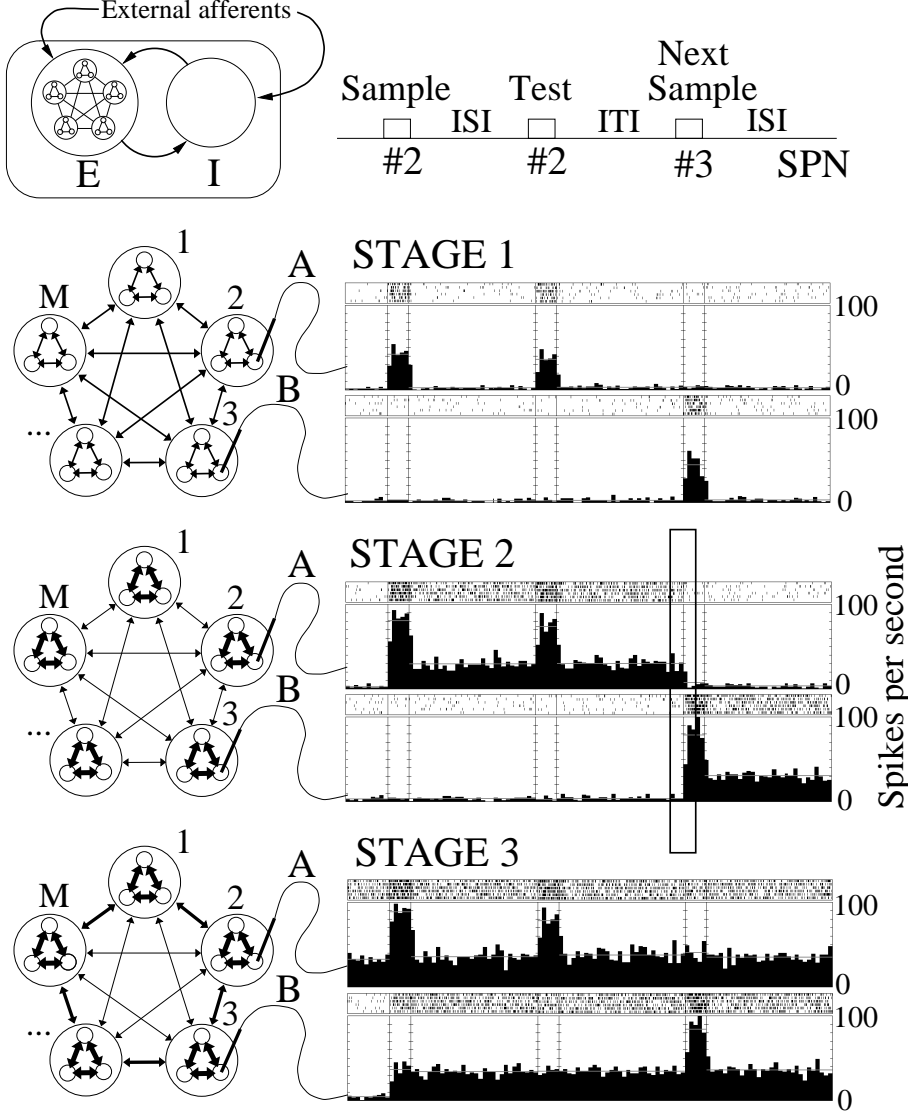 External afferents
E
I
Sample
Test
Next
Sample
ISI
ITI
ISI
#2
#2
#3
SPN
STAGE 1
1
M
2
A
3
B
...
100
0
100
0
STAGE 2
1
M
2
A
3
B
...
100
0
100
0
Spikes per second
STAGE 3
1
M
2
A
3
B
...
100
0
100
0